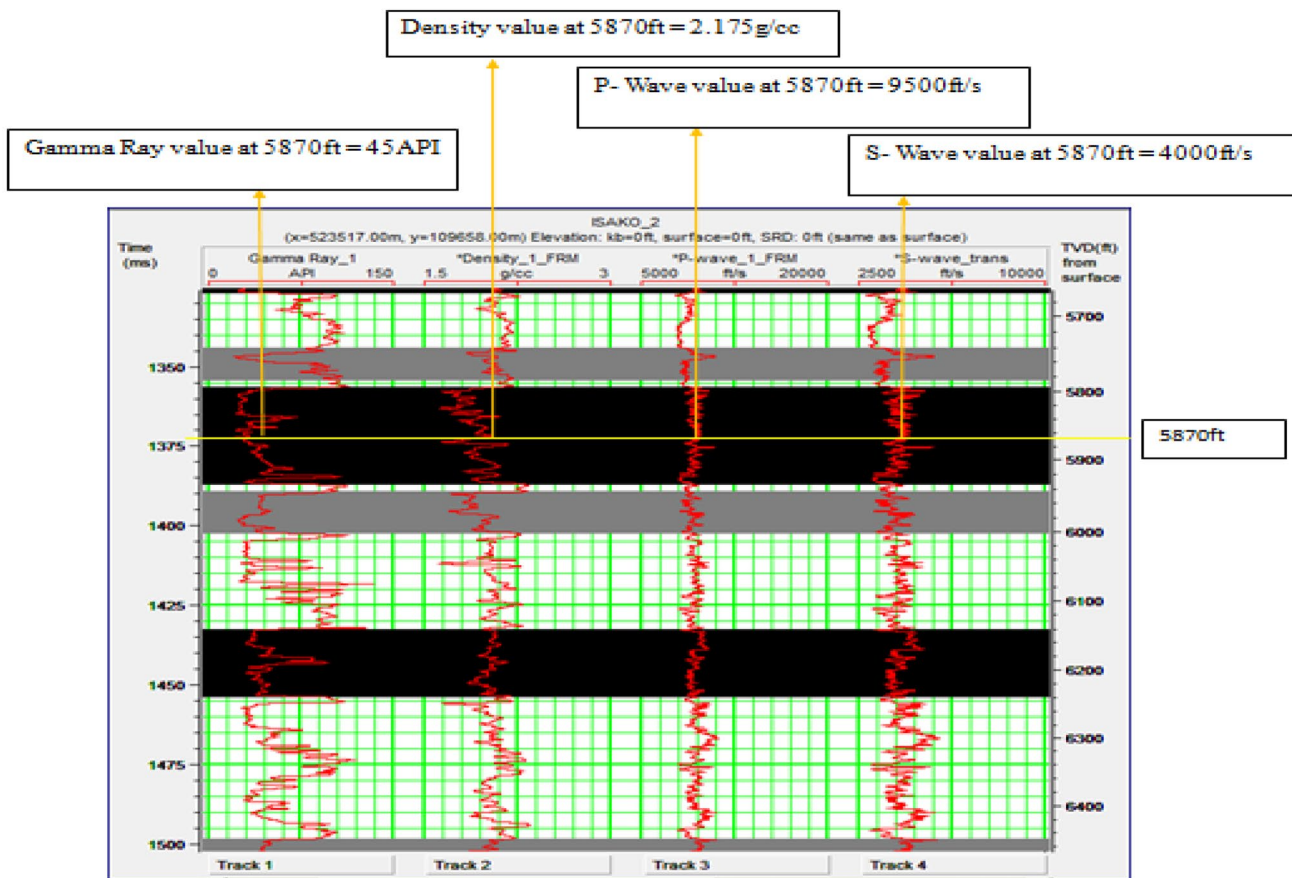 Density value at 5870ft = 2.175g/cc
P- Wave value at 5870ft = 9500ft/s
Gamma Ray value at 5870ft = 45API
S- Wave value at 5870ft = 4000ft/s
ISAKO_2
(x=523517.00m, y=109658.00m) Elevation: kb=0ft, surface=0ft, SRD: 0ft (same as surface)
Time
(ms)
Gamma Ray_1
0 API 150
*Density_1_FRM
1.5 g/cc 3
*P-wave_1_FRM
5000 ft/s 20000
*S-wave_trans
2500 ft/s 10000
TVD(ft)
from
surface
5700
1350
5800
5870ft
1375
5900
1400
6000
1425
6100
6200
1450
6300
1475
6400
1500
Track 1
Track 2
Track 3
Track 4